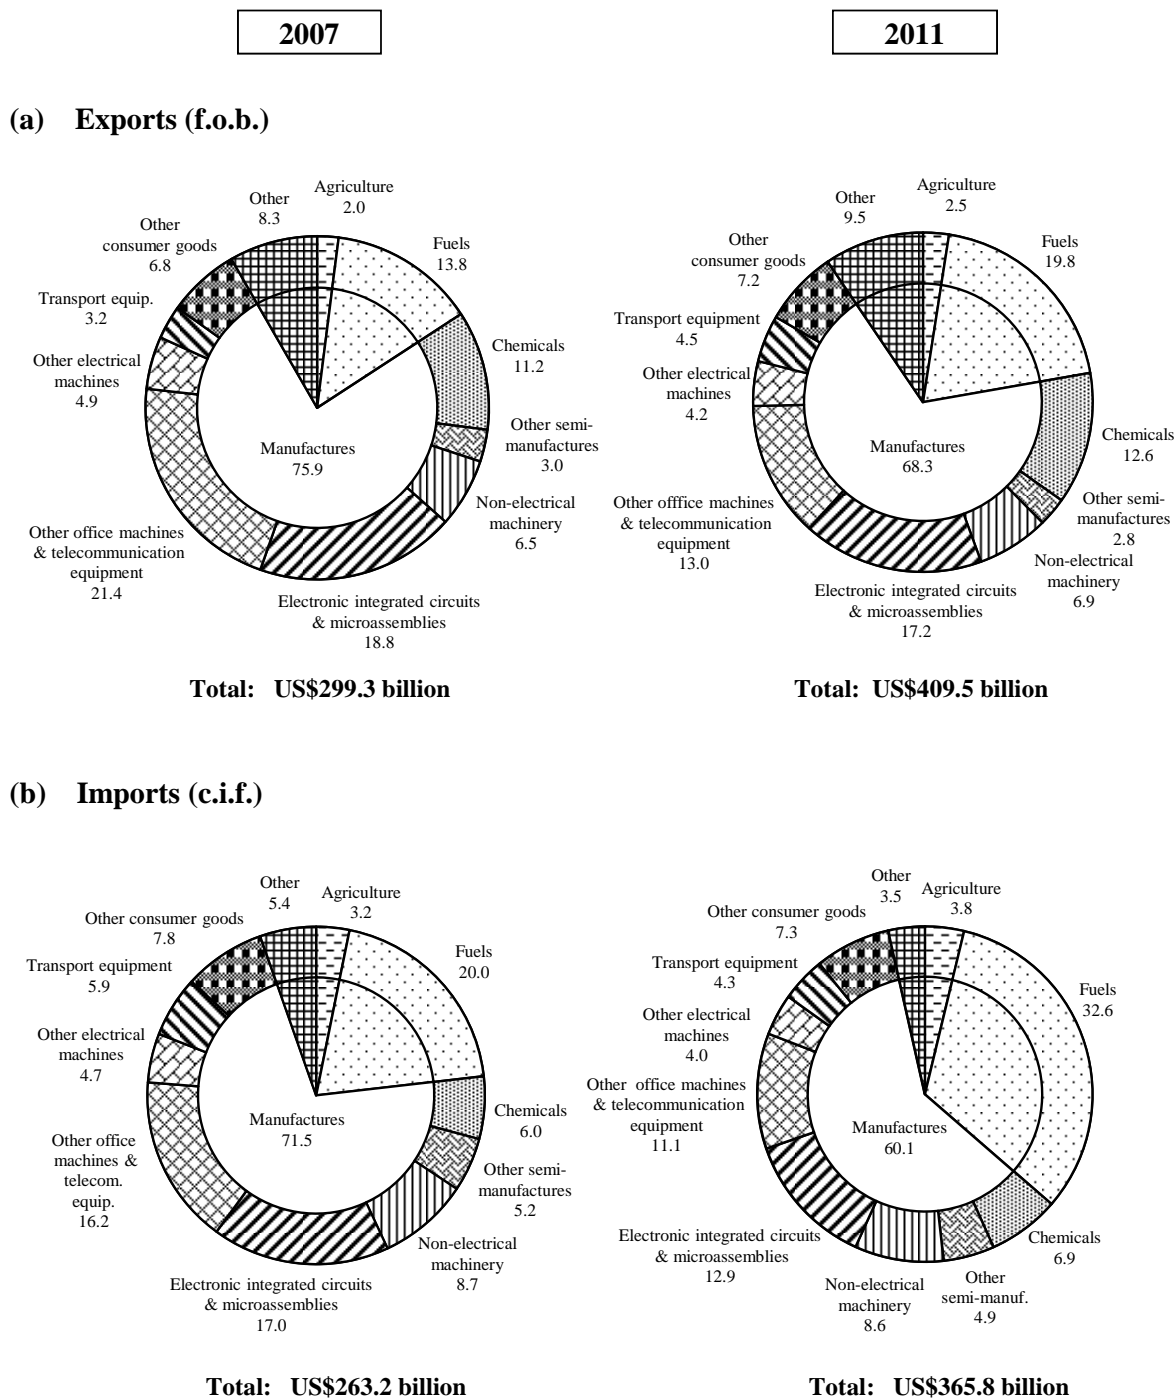 2007
2011
(a) Exports (f.o.b.)
Agriculture
2.0
Fuels
13.8
Chemicals
11.2
Other semi-
manufactures
3.0
Non-electrical
machinery
6.5
Electronic integrated circuits
& microassemblies
18.8
Other office machines
& telecommunication
equipment
21.4
Other electrical
machines
4.9
Transport equip.
3.2
Other
consumer goods
6.8
Other
8.3
Manufactures
75.9
Total: US$299.3 billion
Agriculture
2.5
Fuels
19.8
Chemicals
12.6
Other semi-
manufactures
2.8
Non-electrical
machinery
6.9
Electronic integrated circuits
& microassemblies
17.2
Other offfice machines
& telecommunication
equipment
13.0
Other electrical
machines
4.2
Transport equipment
4.5
Other
consumer goods
7.2
Other
9.5
Manufactures
68.3
Total: US$409.5 billion
(b) Imports (c.i.f.)
Agriculture
3.2
Fuels
20.0
Chemicals
6.0
Other semi-
manufactures
5.2
Non-electrical
machinery
8.7
Electronic integrated circuits
& microassemblies
17.0
Other office
machines &
telecom.
equip.
16.2
Other electrical
machines
4.7
Transport equipment
5.9
Other consumer goods
7.8
Other
5.4
Manufactures
71.5
Total: US$263.2 billion
Agriculture
3.8
Fuels
32.6
Chemicals
6.9
Other
semi-manuf.
4.9
Non-electrical
machinery
8.6
Electronic integrated circuits
& microassemblies
12.9
Other office machines
& telecommunication
equipment
11.1
Other electrical
machines
4.0
Transport equipment
4.3
Other consumer goods
7.3
Other
3.5
Manufactures
60.1
Total: US$365.8 billion